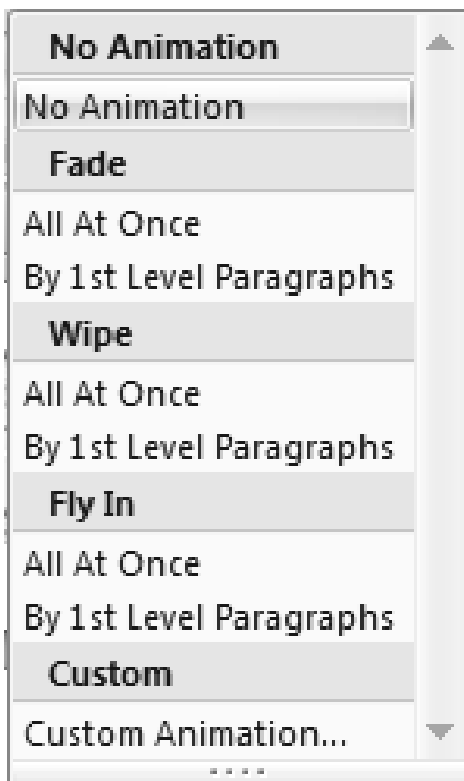 No Animation
No Animation
Fade
All At Once
By 1st Level Paragraphs
Wipe
All At Once
By 1st Level Paragraphs
Fly In
All At Once
By 1st Level Paragraphs
Custom
Custom Animation...